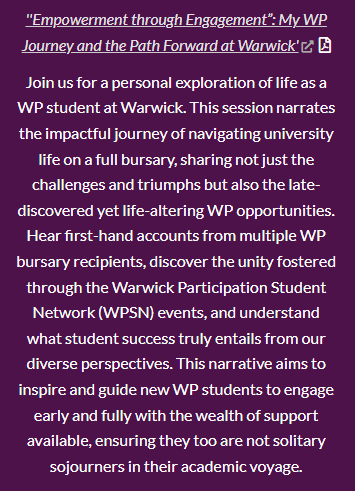 "Empowerment through Engagement": My WP
Journey and the Path Forward at Warwick'
Join us for a personal exploration of life as a
WP student at Warwick. This session narrates
the impactful journey of navigating university
life on a full bursary, sharing not just the
challenges and triumphs but also the late-
discovered yet life-altering WP opportunities.
Hear first-hand accounts from multiple WP
bursary recipients, discover the unity fostered
through the Warwick Participation Student
Network (WPSN) events, and understand
what student success truly entails from our
diverse perspectives. This narrative aims to
inspire and guide new WP students to engage
early and fully with the wealth of support
available, ensuring they too are not solitary
sojourners in their academic voyage.